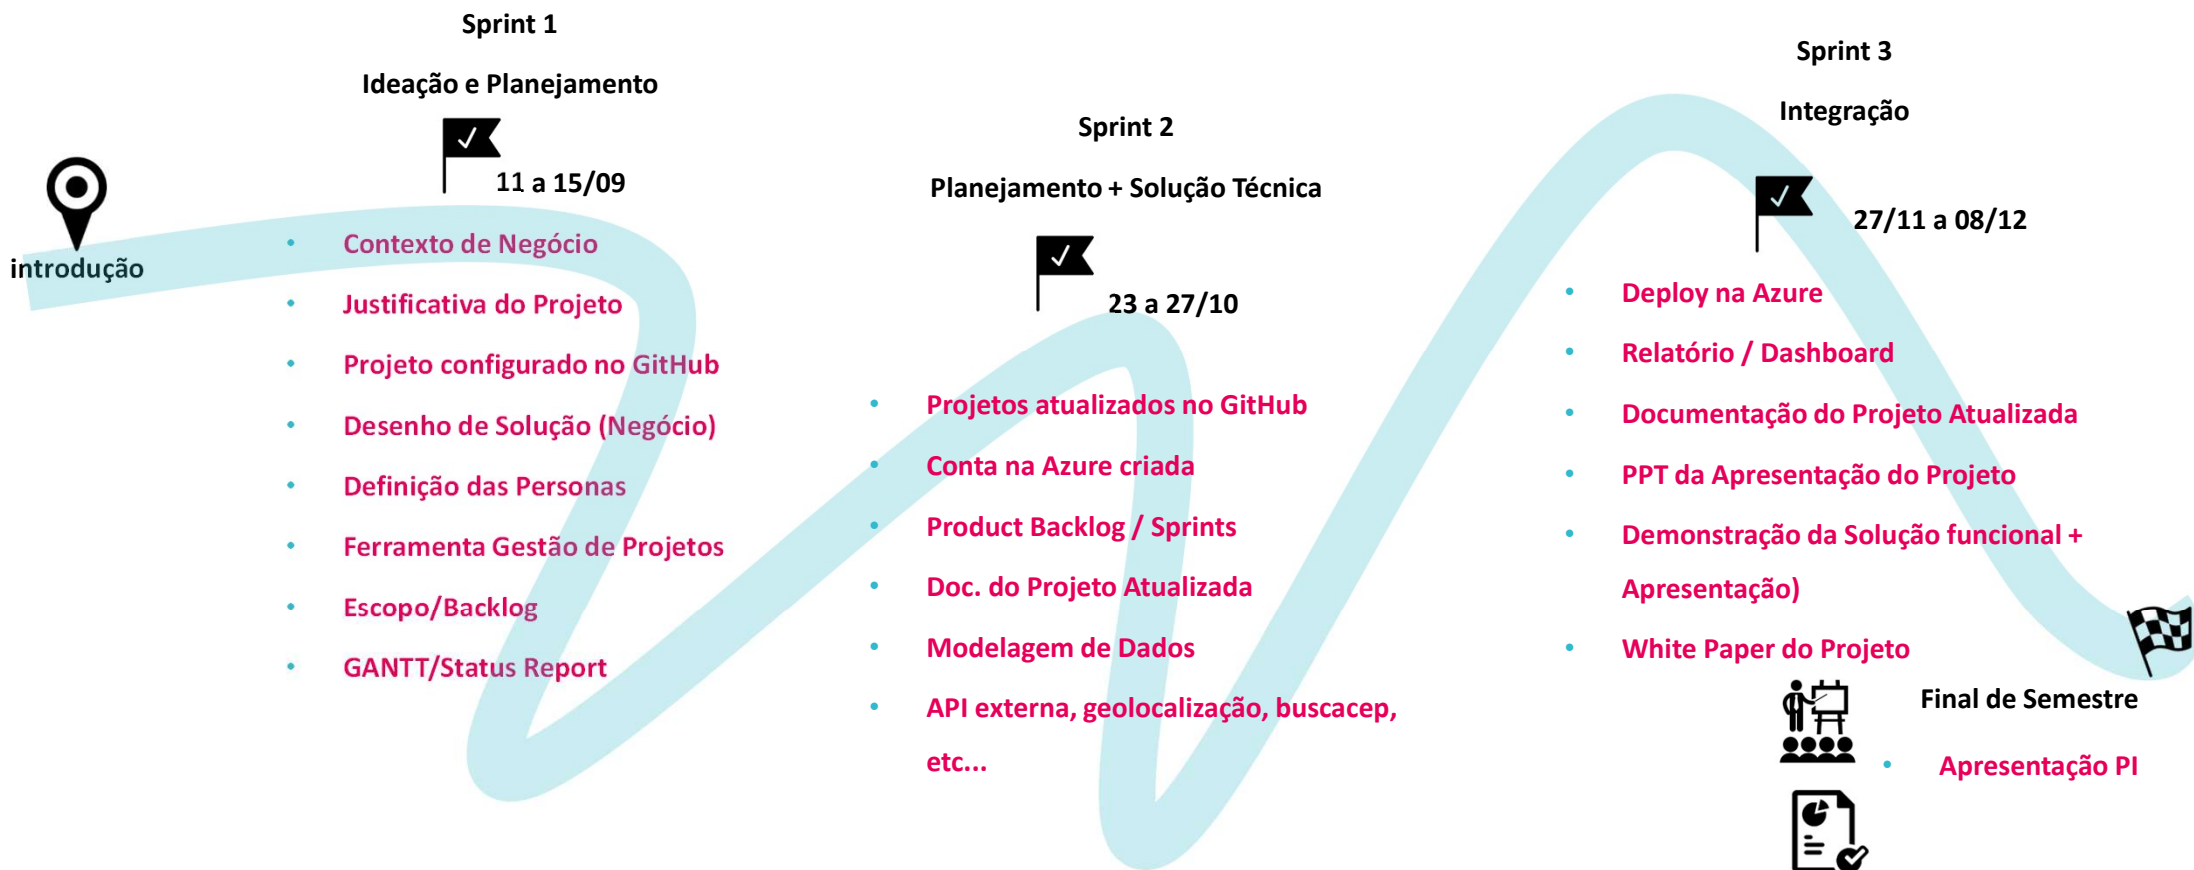 introdução
Sprint 1
Ideação e Planejamento
11 a 15/09
• Contexto de Negócio
• Justificativa do Projeto
• Projeto configurado no GitHub
• Desenho de Solução (Negócio)
• Definição das Personas
• Ferramenta Gestão de Projetos
• Escopo/Backlog
• GANTT/Status Report
Sprint 2
Planejamento + Solução Técnica
23 a 27/10
• Projetos atualizados no GitHub
• Conta na Azure criada
• Product Backlog / Sprints
• Doc. do Projeto Atualizada
• Modelagem de Dados
• API externa, geolocalização, buscacep,
etc...
Sprint 3
Integração
27/11 a 08/12
• Deploy na Azure
• Relatório / Dashboard
• Documentação do Projeto Atualizada
• PPT da Apresentação do Projeto
• Demonstração da Solução funcional +
Apresentação)
• White Paper do Projeto
Final de Semestre
• Apresentação PI